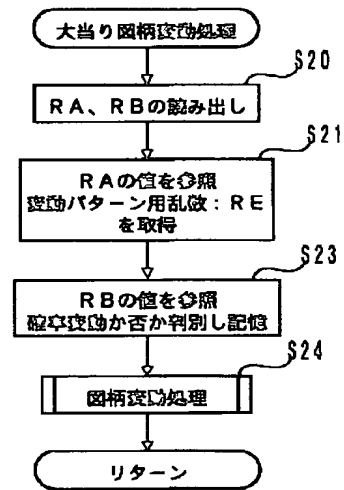 大当り図柄変動処理
S20
RA、RBの読み出し
S21
RAの値を参照
変動パターン用乱数：RE
を取得
S23
RBの値を参照
確率変動か否か判別し記憶
S24
図柄変動処理
リターン